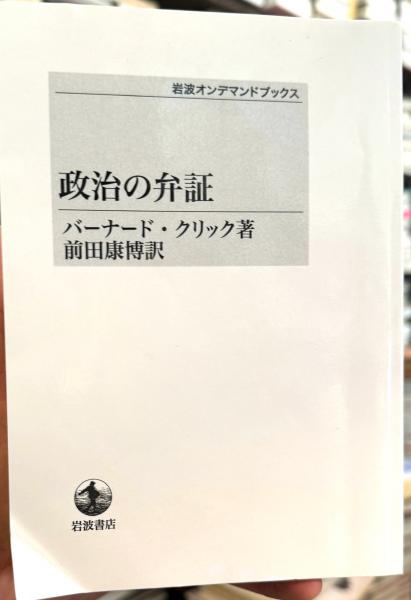 岩波オンデマンドブックス
政治の弁証
バーナード・クリック著
前田康博訳
岩波書店